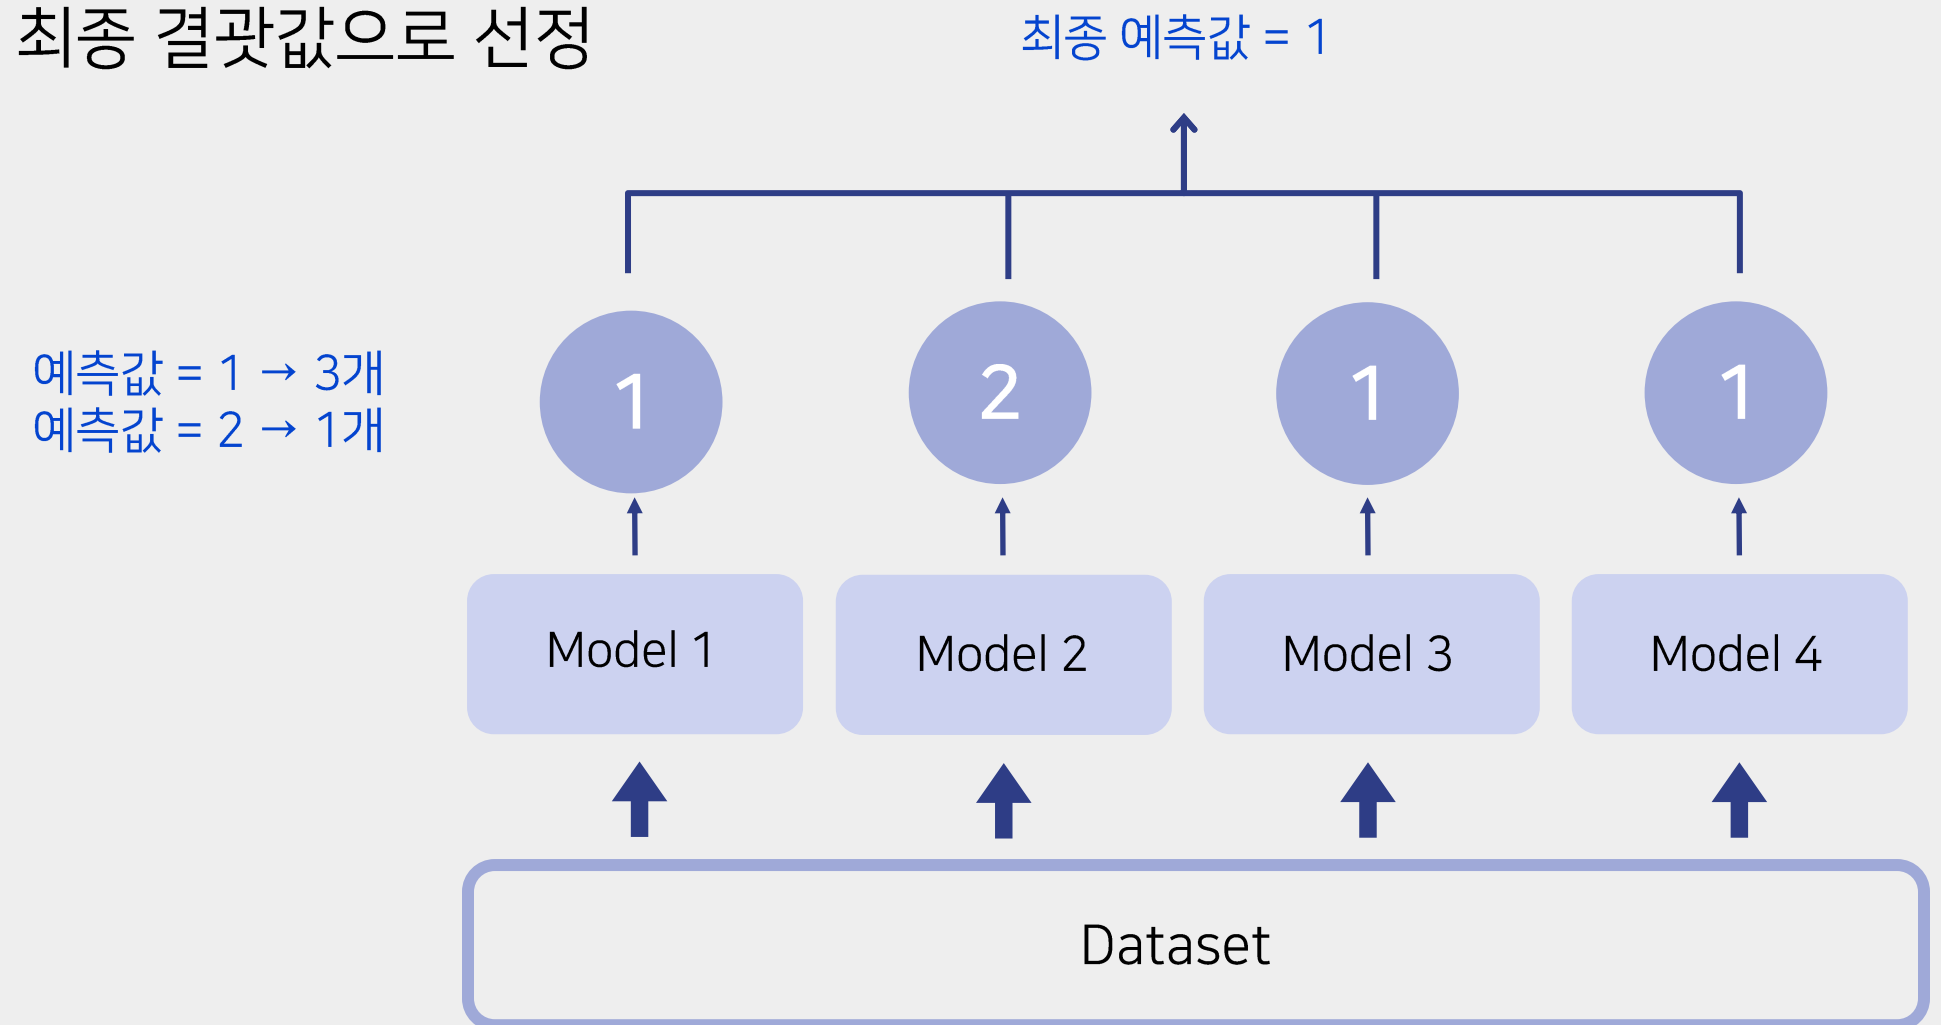 최종 결괏값으로 선정
최종 예측값 = 1
예측값 = 1 → 3개
예측값 = 2 → 1개
1 2 1 1
Model 1 Model 2 Model 3 Model 4
Dataset